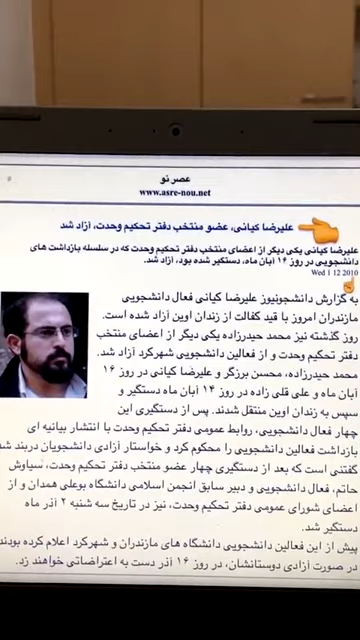 عصر نو
www.asre-nou.net
علیرضا کیانی، عضو منتخب دفتر تحکیم وحدت، آزاد شد
علیرضا کیانی یکی دیگر از اعضای منتخب دفتر تحکیم وحدت که در سلسله بازداشت های
دانشجویی در روز ۱۶ آبان ماه، دستگیر شده بود، آزاد شد.
Wed 1 12 2010
به گزارش دانشجونیوز علیرضا کیانی فعال دانشجویی
مازندران امروز با قید کفالت از زندان اوین آزاد شده است.
روز گذشته نیز محمد حیدرزاده یکی دیگر از اعضای منتخب
دفتر تحکیم وحدت و از فعالین دانشجویی شهرکرد آزاد شد.
محمد حیدرزاده، محسن برزگر و علیرضا کیانی در روز ۱۶
آبان ماه و علی قلی زاده در روز ۱۴ آبان ماه دستگیر و
سپس به زندان اوین منتقل شدند. پس از دستگیری این
چهار فعال دانشجویی، روابط عمومی دفتر تحکیم وحدت با انتشار بیانیه ای
بازداشت فعالین دانشجویی را محکوم کرد و خواستار آزادی دانشجویان دربند شد
گفتنی است که بعد از دستگیری چهار عضو منتخب دفتر تحکیم وحدت، سیاوش
حاتم، فعال دانشجویی و دبیر سابق انجمن اسلامی دانشگاه بوعلی همدان و از
اعضای شورای عمومی دفتر تحکیم وحدت، نیز در تاریخ سه شنبه ۲ آذر ماه
دستگیر شد.
پیش از این فعالین دانشجویی دانشگاه های مازندران و شهرکرد اعلام کرده بودند
در صورت آزادی دوستانشان، در روز ۱۶ آذر دست به اعتراضاتی خواهند زد.